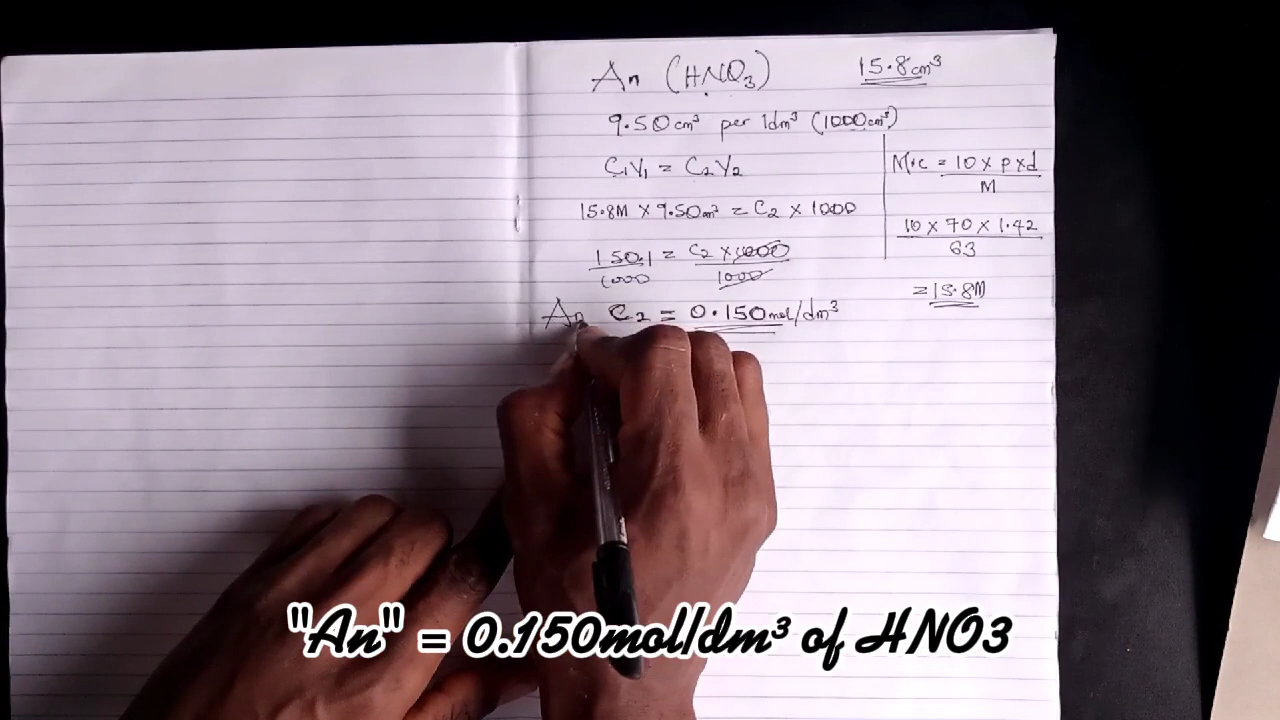 An (HNO₃) 15.8cm³
9.50cm³ per 1dm³ (1000cm³)
C₁V₁ = C₂V₂
15.8M × 9.50cm³ = C₂ × 1000
150.1 = C₂ × 1000
1000 1000
An C₂ = 0.150mol/dm³
M·C = 10 × p × d
M
10 × 70 × 1.42
63
= 15.8M
"An" = 0.150mol/dm³ of HNO3